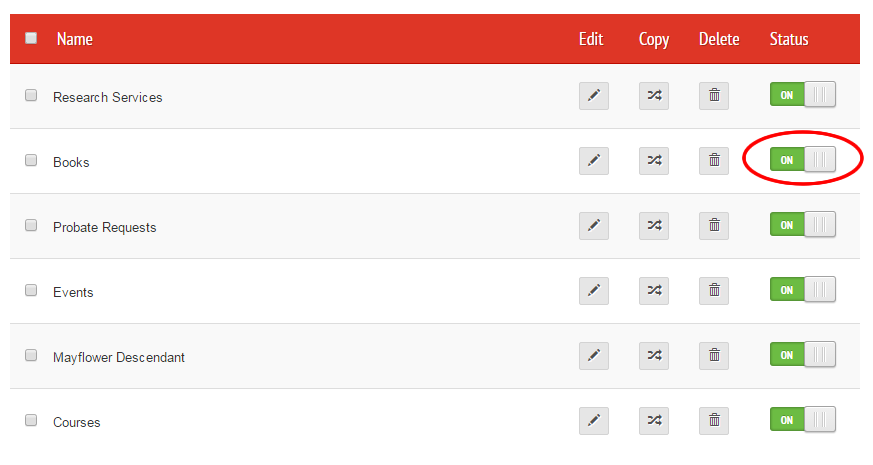 Name Edit Copy Delete Status
Research Services ON
Books ON
Probate Requests ON
Events ON
Mayflower Descendant ON
Courses ON